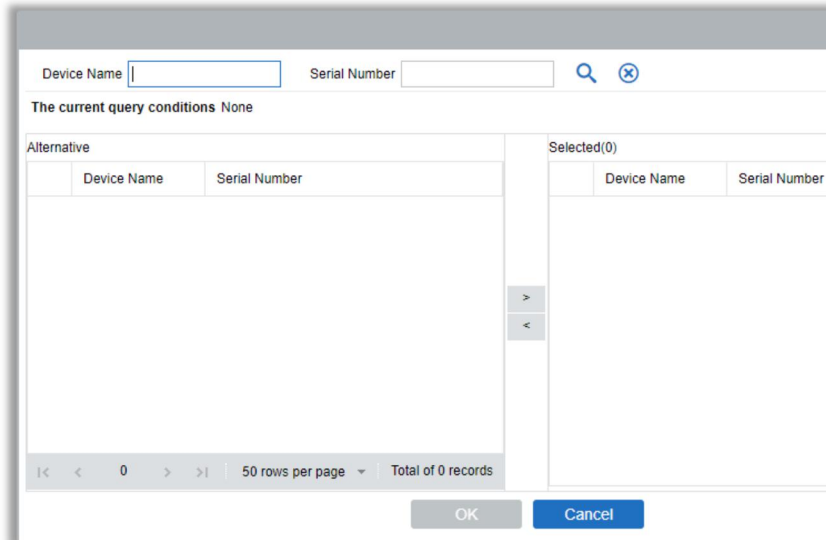 Device Name Serial Number
The current query conditions None
Alternative Selected(0)
Device Name Serial Number Device Name Serial Number
>
<
|< < 0 > >| 50 rows per page Total of 0 records
OK Cancel